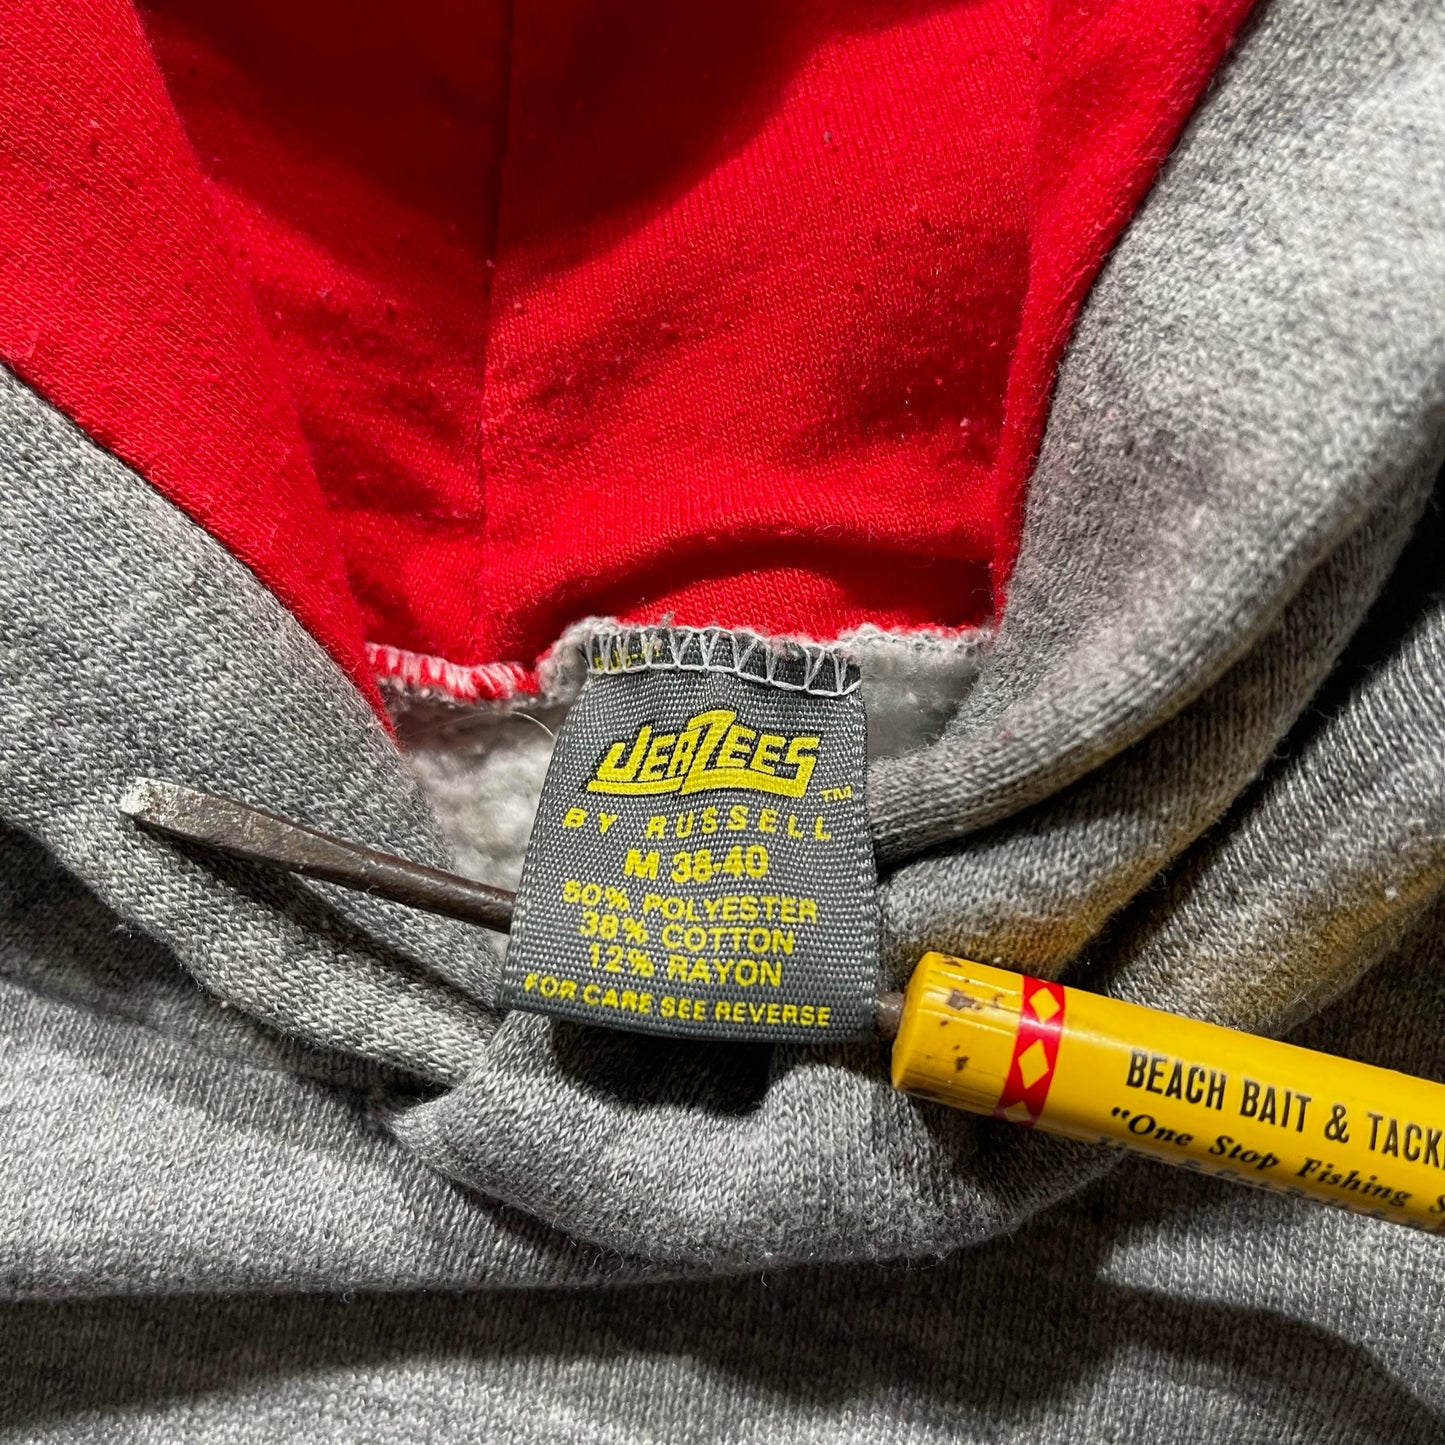 JERZEES TM
BY RUSSELL
M 38-40
50% POLYESTER
38% COTTON
12% RAYON
FOR CARE SEE REVERSE
BEACH BAIT & TACK
"One Stop Fishing S